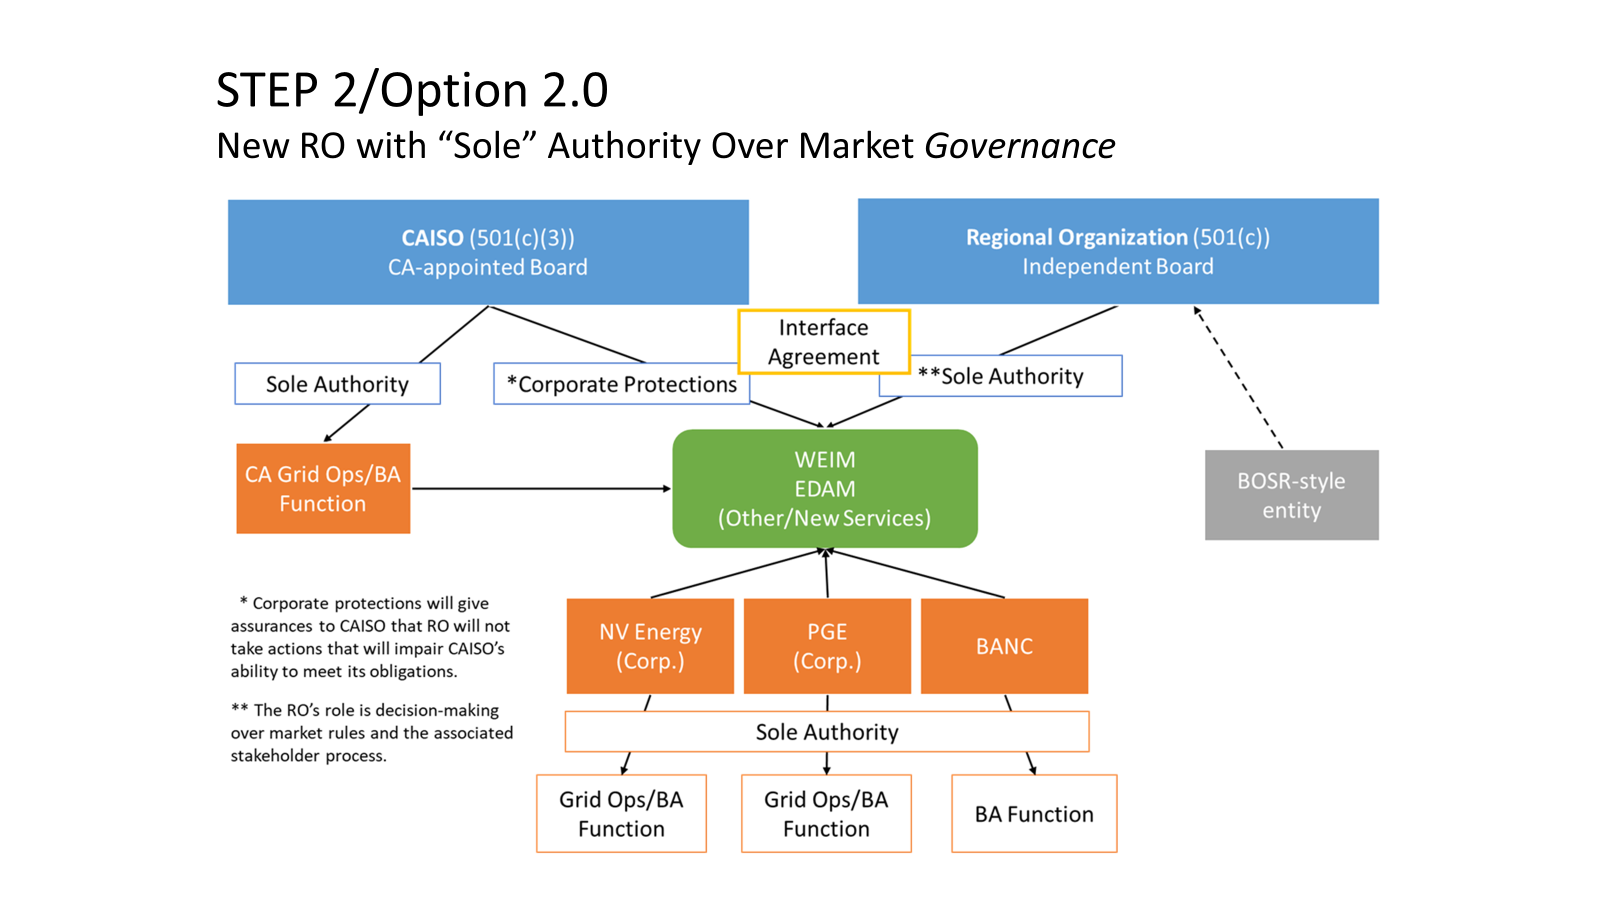 STEP 2/Option 2.0
New RO with “Sole” Authority Over Market Governance
CAISO (501(c)(3))
CA-appointed Board
Regional Organization (501(c))
Independent Board
Interface
Agreement
Sole Authority
*Corporate Protections
**Sole Authority
CA Grid Ops/BA
Function
WEIM
EDAM
(Other/New Services)
BOSR-style
entity
* Corporate protections will give
assurances to CAISO that RO will not
take actions that will impair CAISO’s
ability to meet its obligations.
** The RO’s role is decision-making
over market rules and the associated
stakeholder process.
NV Energy
(Corp.)
PGE
(Corp.)
BANC
Sole Authority
Grid Ops/BA
Function
Grid Ops/BA
Function
BA Function